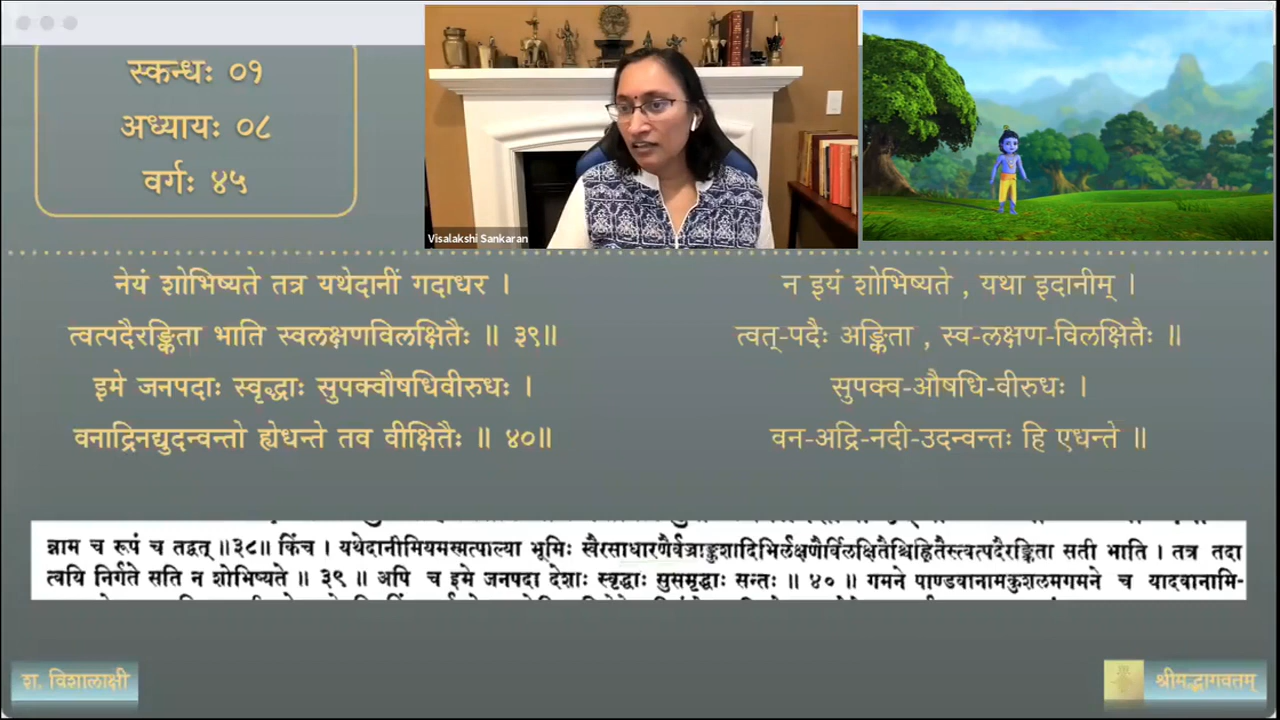 स्कन्धः ०१
अध्यायः ०८
वर्गः ४५
Visalakshi Sankaran
नेयं शोभिष्यते तत्र यथेदानीं गदाधर ।
त्वत्पदैरङ्किता भाति स्वलक्षणविलक्षितैः ॥ ३९॥
इमे जनपदाः स्वृद्धाः सुपक्वौषधिवीरुधः ।
वनाद्रिनद्युदन्वन्तो ह्येधन्ते तव वीक्षितैः ॥ ४०॥
न इयं शोभिष्यते , यथा इदानीम् ।
त्वत्-पदैः अङ्किता , स्व-लक्षण-विलक्षितैः ॥
सुपक्व-औषधि-वीरुधः ।
वन-अद्रि-नदी-उदन्वन्तः हि एधन्ते ॥
न्नाम च रूपं च तद्वत् ॥३८॥ किंच । यथेदानीमियमस्मत्पाल्या भूमिः स्वैरसाधारणैर्वज्राङ्कुशादिभिर्लक्षणैर्विलक्षितैश्चिह्नितैस्त्वत्पदैरङ्किता सती भाति । तत्र तदा
त्वयि निर्गते सति न शोभिष्यते ॥ ३९ ॥ अपि च इमे जनपदा देशाः स्वृद्धाः सुसमृद्धाः सन्तः ॥ ४० ॥ गमने पाण्डवानामकुशलमगमने च यादवानामि-
श. विशालाक्षी
श्रीमद्भागवतम्